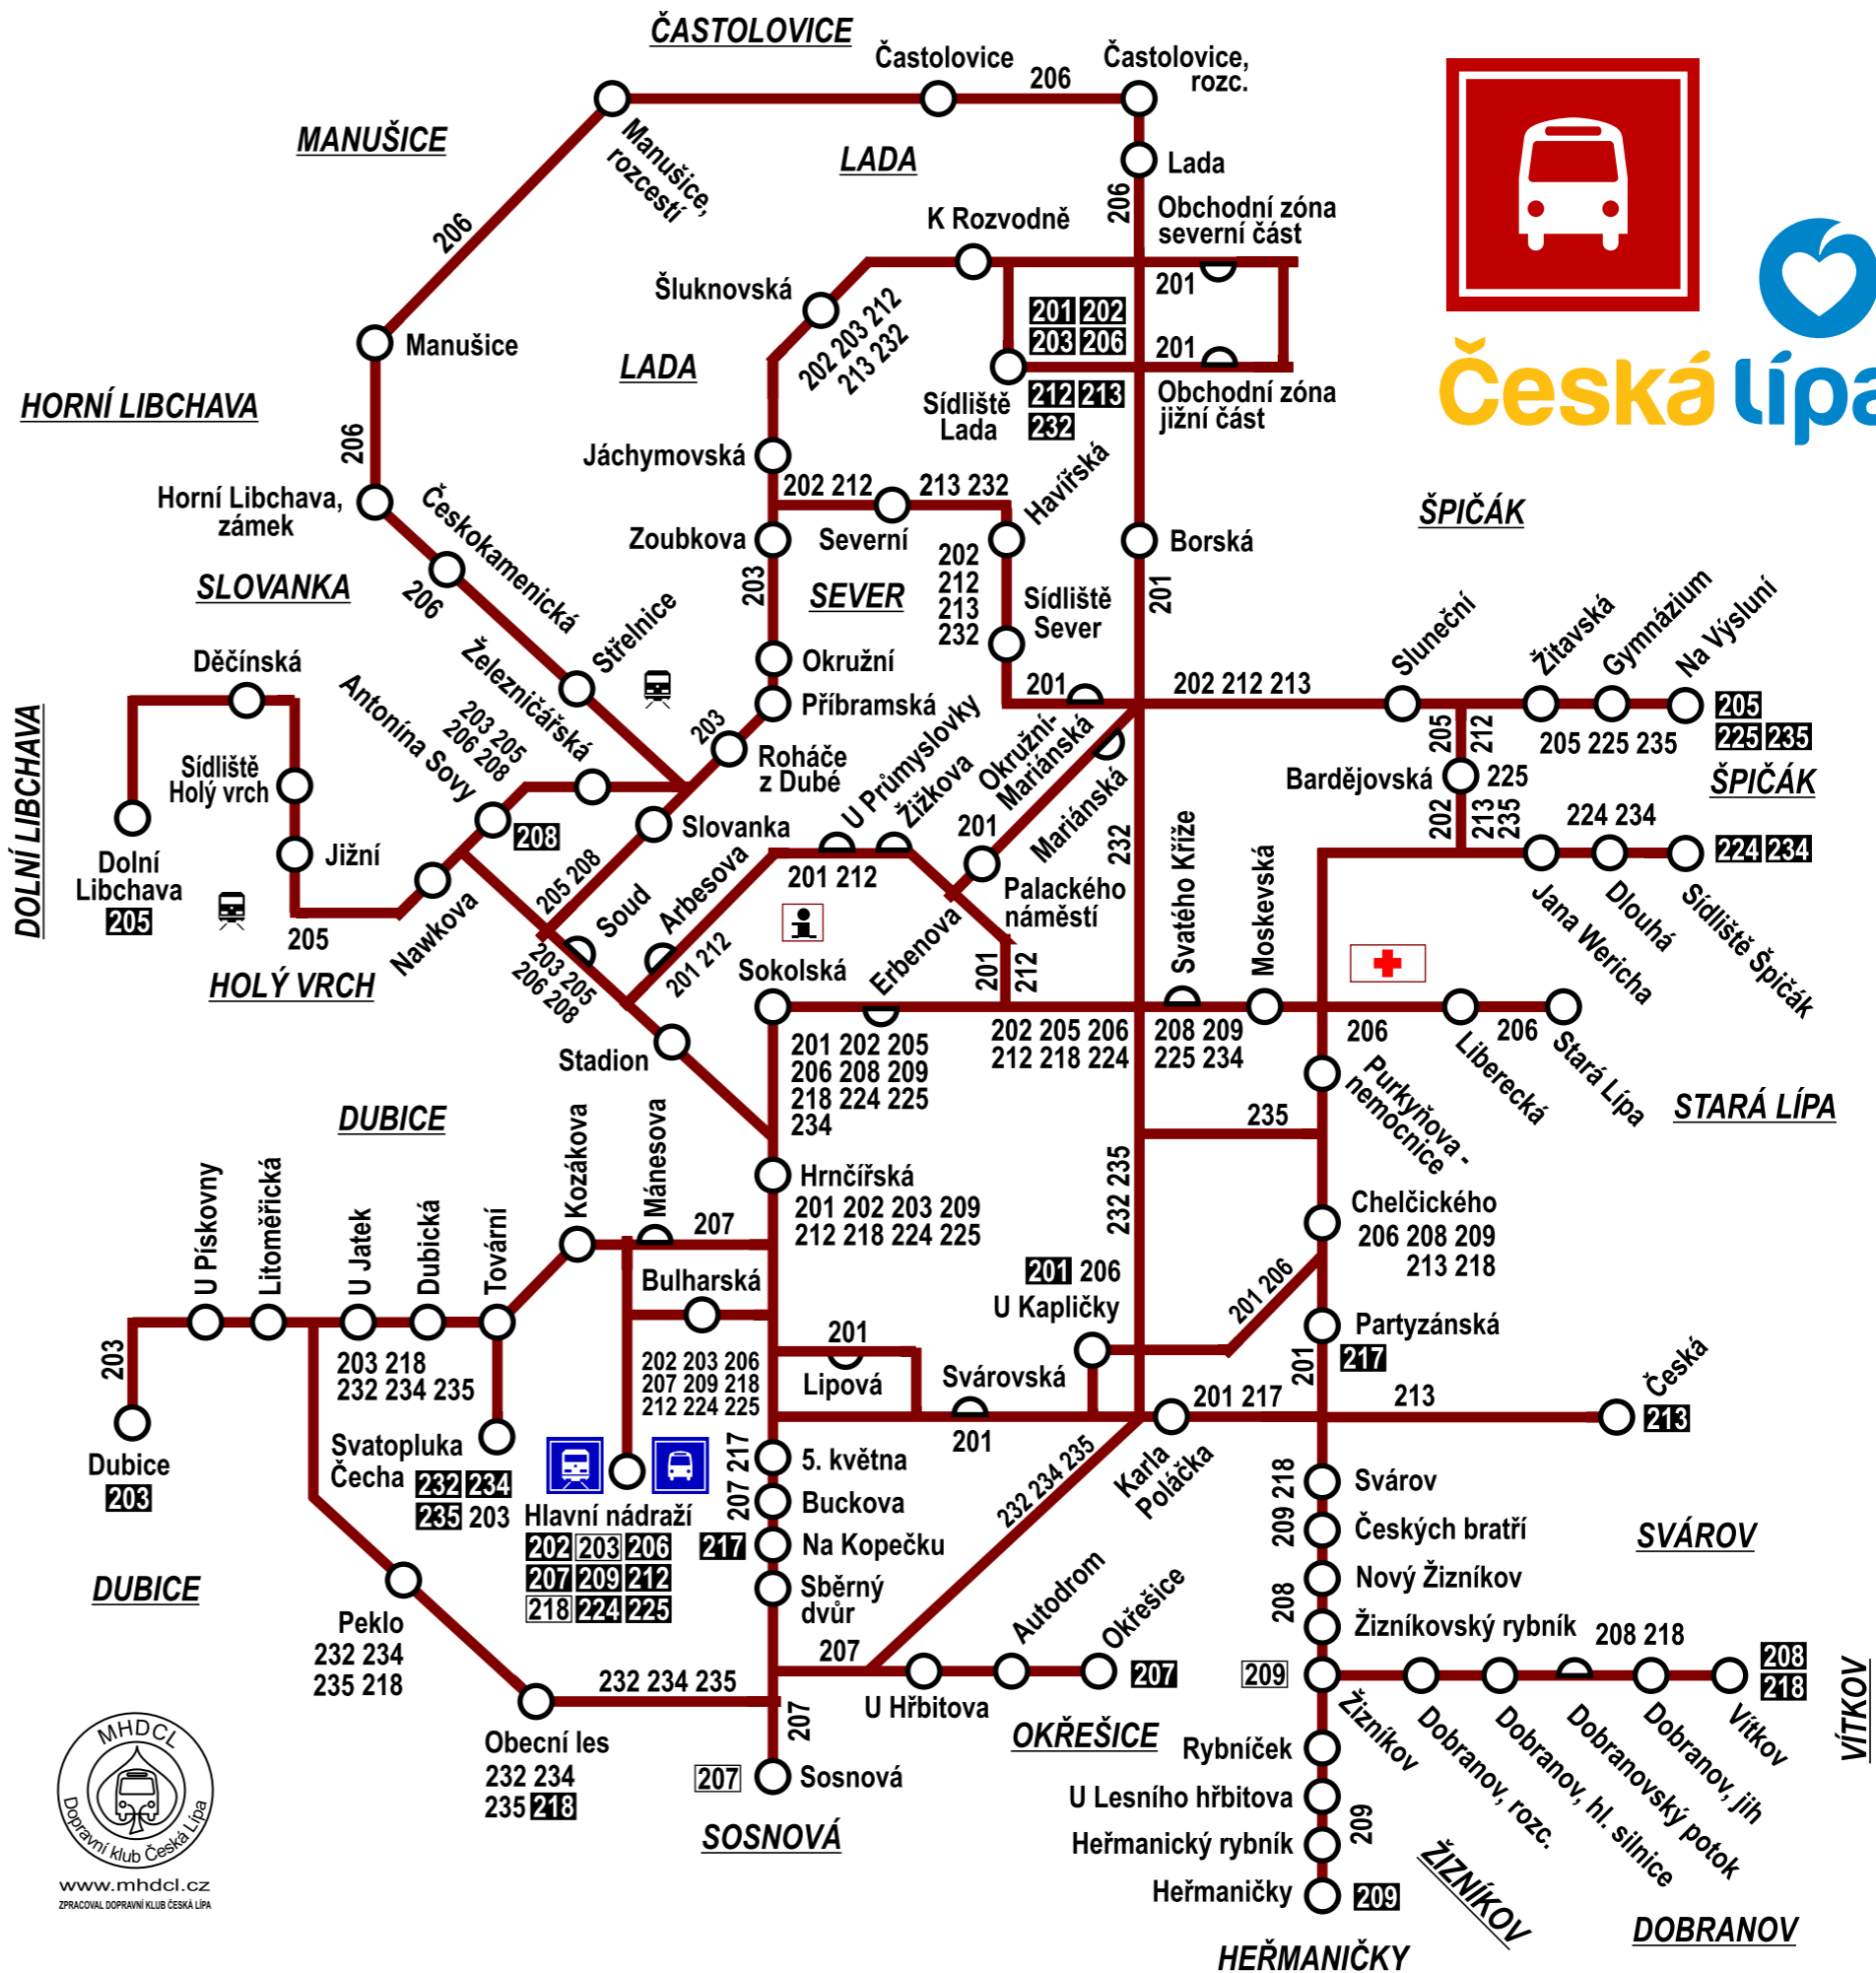 ČASTOLOVICE
Častolovice
206
Častolovice,
rozc.
MANUŠICE
Manušice,
rozcestí
LADA
Lada
206
206
K Rozvodně
Obchodní zóna
severní část
Šluknovská
201
202 203 212
213 232
201 202
203 206
201
Manušice
LADA
Sídliště
Lada
212 213
232
Obchodní zóna
jižní část
Česká lípa
HORNÍ LIBCHAVA
206
Jáchymovská
Havířská
202 212
213 232
Horní Libchava,
zámek
Českokamenická
ŠPIČÁK
Zoubkova
Severní
Borská
202
212
213
232
203
201
206
SLOVANKA
SEVER
Sídliště
Sever
Střelnice
Železničářská
Děčínská
Okružní
Sluneční
Žitavská
Gymnázium
Na Výsluní
Antonína Sovy
201
202 212 213
Příbramská
203
205
225 235
203 205
206 208
U Průmyslovky
Žižkova
Okružní-
Mariánská
Mariánská
205
212
205 225 235
DOLNÍ LIBCHAVA
Sídliště
Holý vrch
Roháče
z Dubé
Bardějovská
225
ŠPIČÁK
208
Slovanka
201
232
202
213
235
224 234
224 234
Jižní
Dolní
Libchava
205
205 208
Soud
Arbesova
201 212
Palackého
náměstí
Svatého Kříže
Moskevská
Jana Wericha
Dlouhá
Sídliště Špičák
205
Nawkova
HOLÝ VRCH
203 205
206 208
201 212
Sokolská
Erbenova
201
212
Stadion
201 202 205
206 208 209
218 224 225
234
202 205 206
212 218 224
208 209
225 234
206
Liberecká
206
Stará Lípa
Purkyňova -
nemocnice
STARÁ LÍPA
DUBICE
235
232 235
Kozákova
Mánesova
Hrnčířská
201 202 203 209
212 218 224 225
207
U Pískovny
Litoměřická
U Jatek
Dubická
Tovární
Chelčického
206 208 209
213 218
Bulharská
201 206
U Kapličky
201 206
Partyzánská
217
203
203 218
232 234 235
202 203 206
207 209 218
212 224 225
201
Lipová
Svárovská
201
201 217
213
Česká
213
201
Karla
Poláčka
Dubice
203
Svatopluka
Čecha
232 234
235 203
Hlavní nádraží
202 203 206
207 209 212
218 224 225
207 217
5. května
Buckova
217
Na Kopečku
Sběrný
dvůr
232 234 235
209 218
Svárov
Českých bratří
SVÁROV
208
Nový Žizníkov
Žizníkovský rybník
DUBICE
Peklo
232 234
235 218
Autodrom
Okřešice
207
U Hřbitova
207
208 218
208
218
209
Žizníkov
Dobranov, rozc.
Dobranov, hl. silnice
Dobranovský potok
Dobranov, jih
Vítkov
VÍTKOV
232 234 235
207
Obecní les
232 234
235 218
OKŘEŠICE
Rybníček
207
Sosnová
U Lesního hřbitova
SOSNOVÁ
209
Heřmanický rybník
Heřmaničky
209
ŽIZNÍKOV
DOBRANOV
HEŘMANIČKY
MHDCL
Dopravní klub Česká Lípa
www.mhdcl.cz
ZPRACOVAL DOPRAVNÍ KLUB ČESKÁ LÍPA